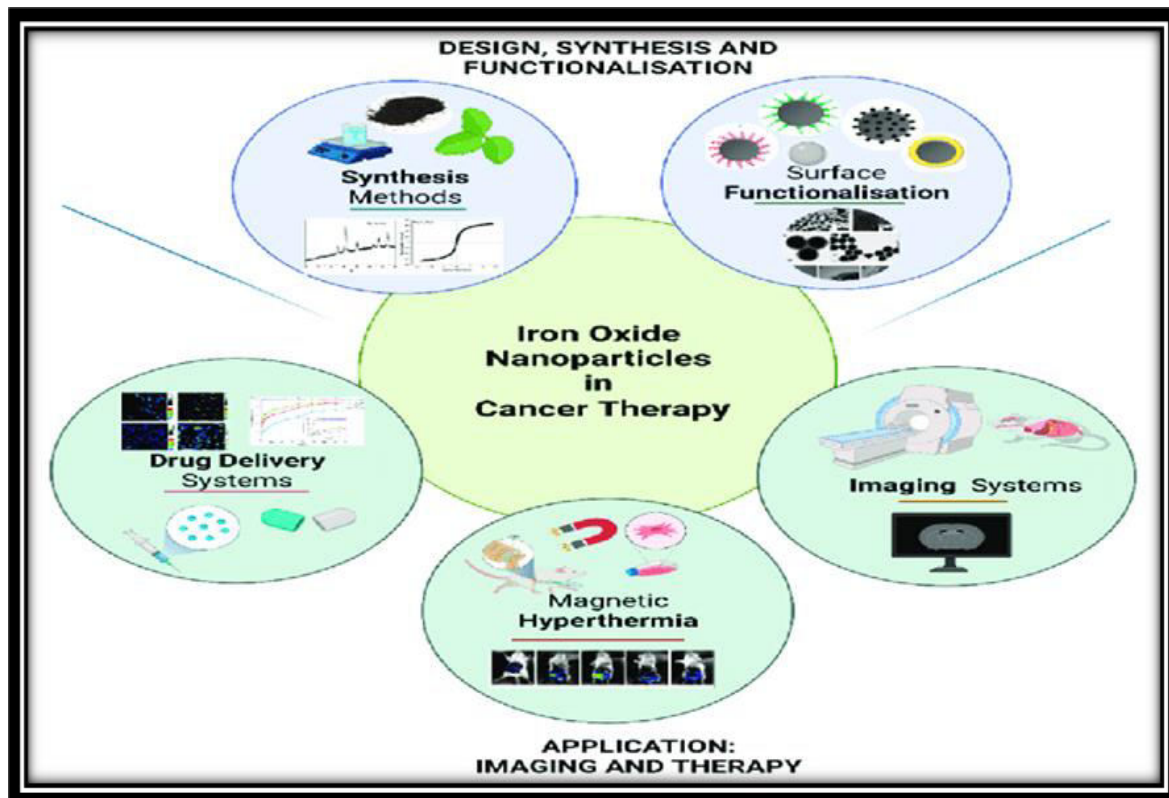 DESIGN, SYNTHESIS AND
FUNCTIONALISATION
Synthesis
Methods
Surface
Functionalisation
Iron Oxide
Nanoparticles
in
Cancer Therapy
Drug Delivery
Systems
Imaging Systems
Magnetic
Hyperthermia
APPLICATION:
IMAGING AND THERAPY